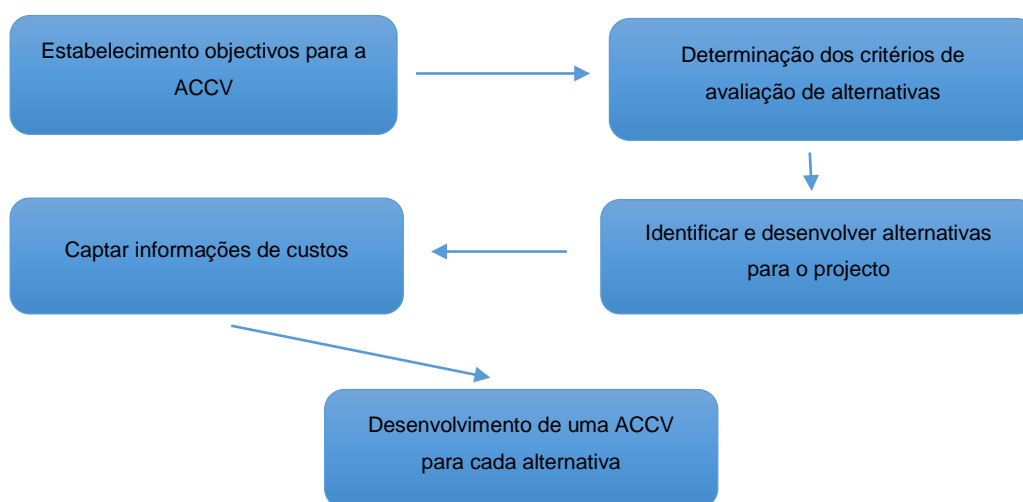 Estabelecimento objectivos para a
ACCV
Determinação dos critérios de
avaliação de alternativas
Identificar e desenvolver alternativas
para o projecto
Captar informações de custos
Desenvolvimento de uma ACCV
para cada alternativa